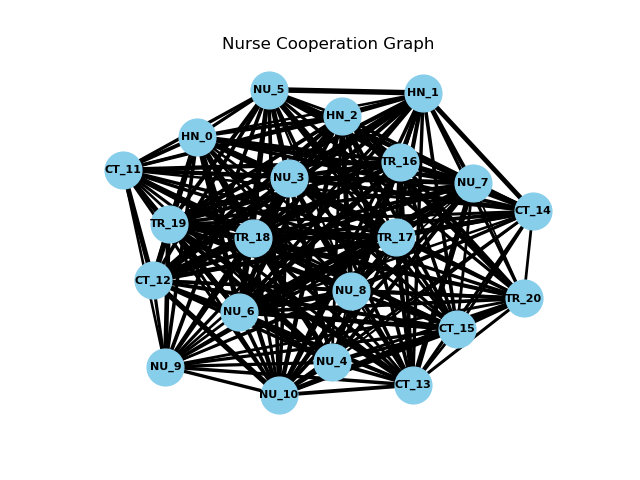 Nurse Cooperation Graph
NU_5
HN_1
HN_2
HN_0
TR_16
CT_11
NU_3
NU_7
CT_14
TR_19
TR_18
TR_17
CT_12
NU_8
TR_20
NU_6
CT_15
NU_4
NU_9
CT_13
NU_10